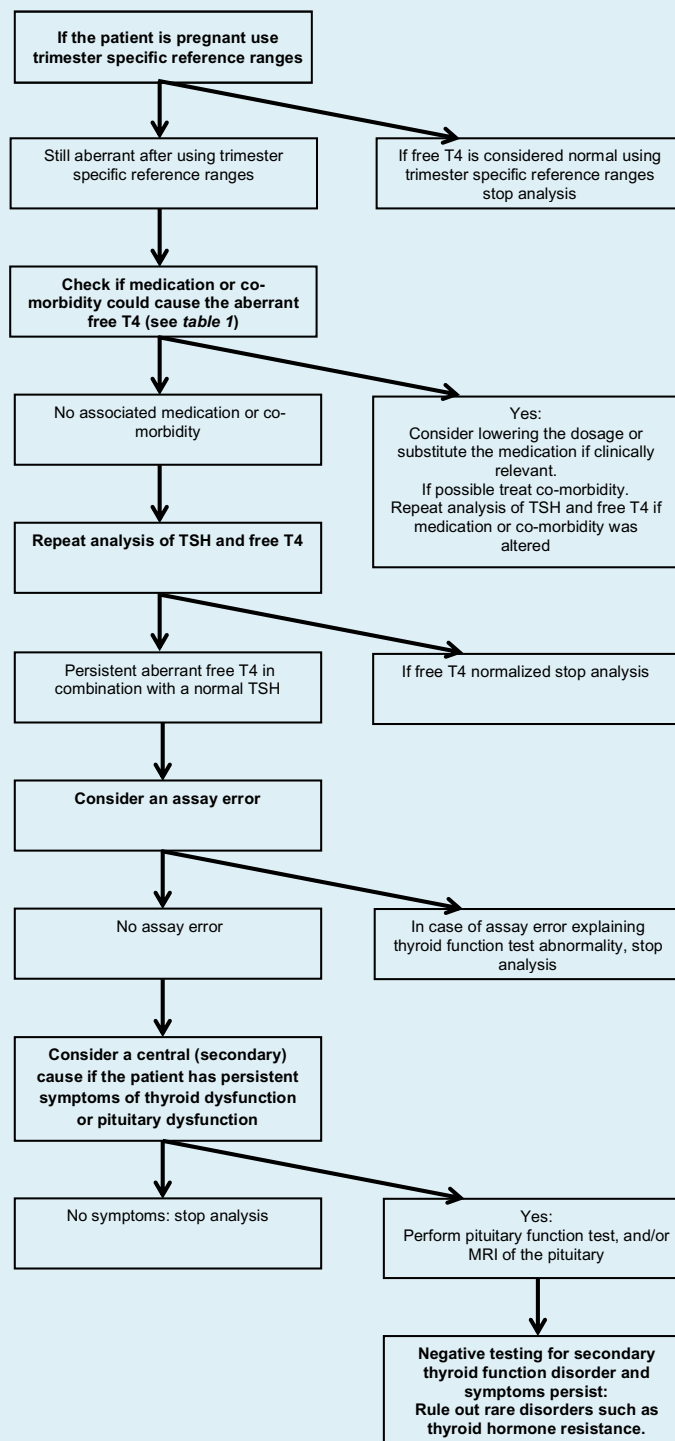 If the patient is pregnant use
trimester specific reference ranges
Still aberrant after using trimester
specific reference ranges
If free T4 is considered normal using
trimester specific reference ranges
stop analysis
Check if medication or co-
morbidity could cause the aberrant
free T4 (see table 1)
No associated medication or co-
morbidity
Yes:
Consider lowering the dosage or
substitute the medication if clinically
relevant.
If possible treat co-morbidity.
Repeat analysis of TSH and free T4 if
medication or co-morbidity was
altered
Repeat analysis of TSH and free T4
Persistent aberrant free T4 in
combination with a normal TSH
If free T4 normalized stop analysis
Consider an assay error
No assay error
In case of assay error explaining
thyroid function test abnormality, stop
analysis
Consider a central (secondary)
cause if the patient has persistent
symptoms of thyroid dysfunction
or pituitary dysfunction
No symptoms: stop analysis
Yes:
Perform pituitary function test, and/or
MRI of the pituitary
Negative testing for secondary
thyroid function disorder and
symptoms persist:
Rule out rare disorders such as
thyroid hormone resistance.